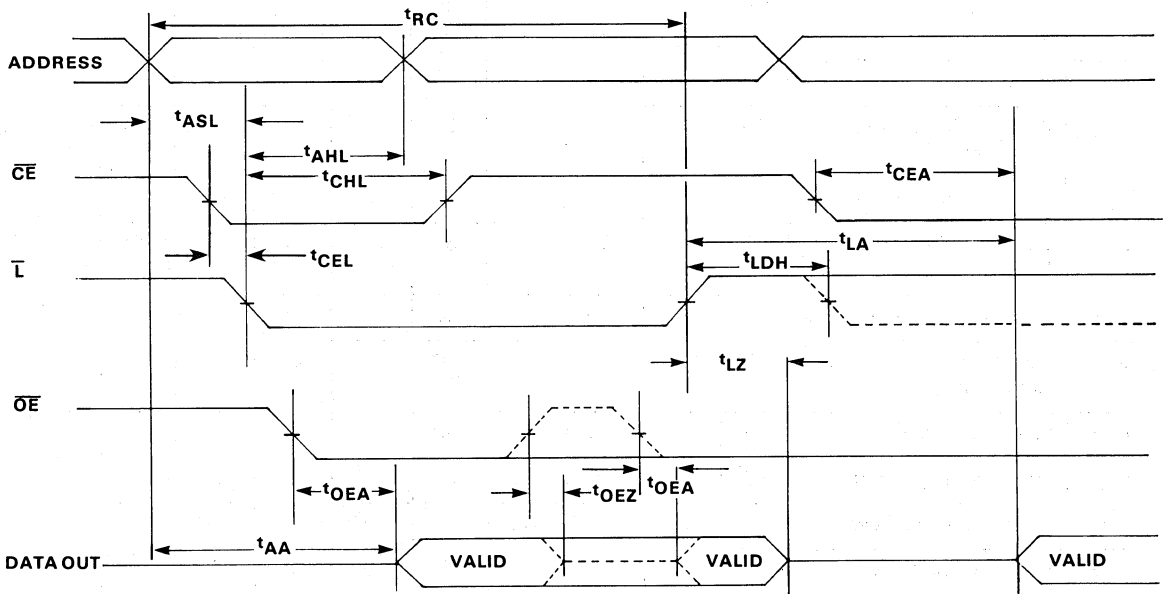 tRC
ADDRESS
tASL
tAHL
CE
tCHL
tCEA
tLA
tCEL
L
tLDH
tLZ
OE
tOEA
tOEZ
tOEA
tAA
DATA OUT
VALID
VALID
VALID